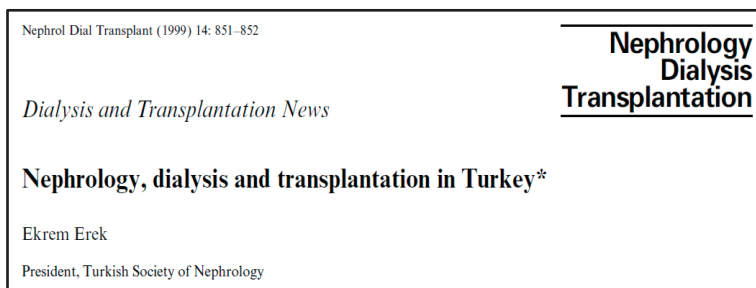 Nephrol Dial Transplant (1999) 14: 851–852
Nephrology
Dialysis
Transplantation
Dialysis and Transplantation News
Nephrology, dialysis and transplantation in Turkey*
Ekrem Erek
President, Turkish Society of Nephrology